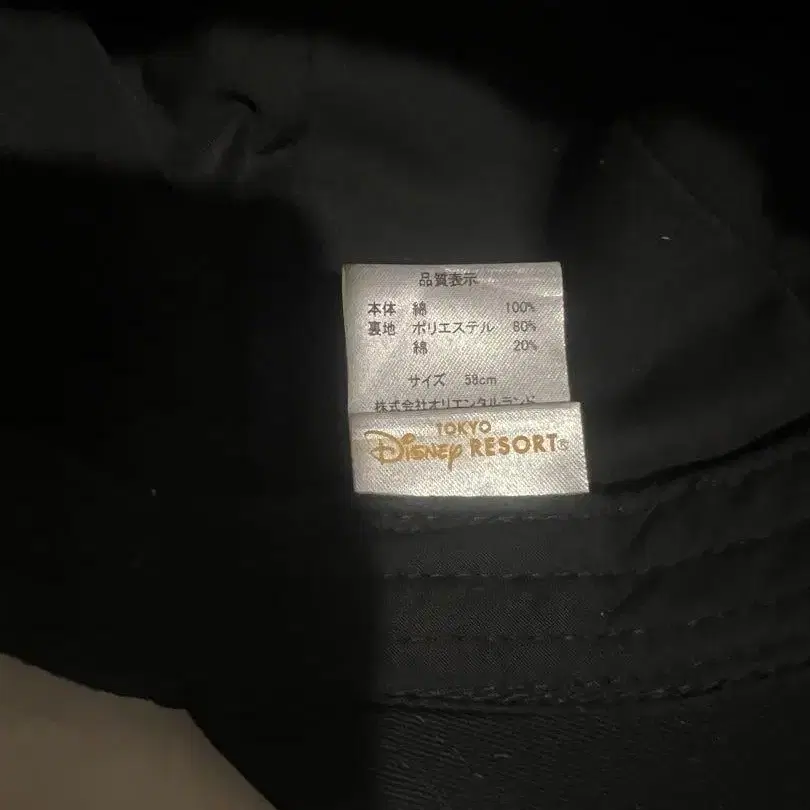 品質表示
本体 綿 100%
裏地 ポリエステル 80%
綿 20%
サイズ 58cm
株式会社オリエンタルランド
TOKYO
Disney RESORT®